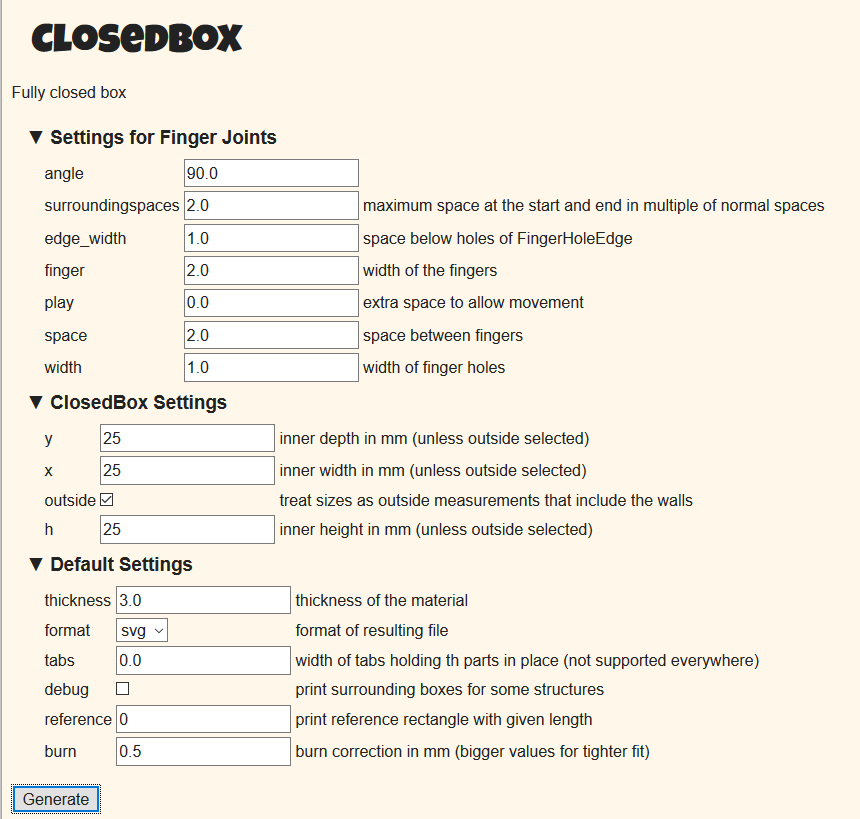 CLOSEDBOX
Fully closed box
▼ Settings for Finger Joints
angle 90.0
surroundingspaces 2.0 maximum space at the start and end in multiple of normal spaces
edge_width 1.0 space below holes of FingerHoleEdge
finger 2.0 width of the fingers
play 0.0 extra space to allow movement
space 2.0 space between fingers
width 1.0 width of finger holes
▼ ClosedBox Settings
y 25 inner depth in mm (unless outside selected)
x 25 inner width in mm (unless outside selected)
outside ☑ treat sizes as outside measurements that include the walls
h 25 inner height in mm (unless outside selected)
▼ Default Settings
thickness 3.0 thickness of the material
format svg format of resulting file
tabs 0.0 width of tabs holding th parts in place (not supported everywhere)
debug ☐ print surrounding boxes for some structures
reference 0 print reference rectangle with given length
burn 0.5 burn correction in mm (bigger values for tighter fit)
Generate